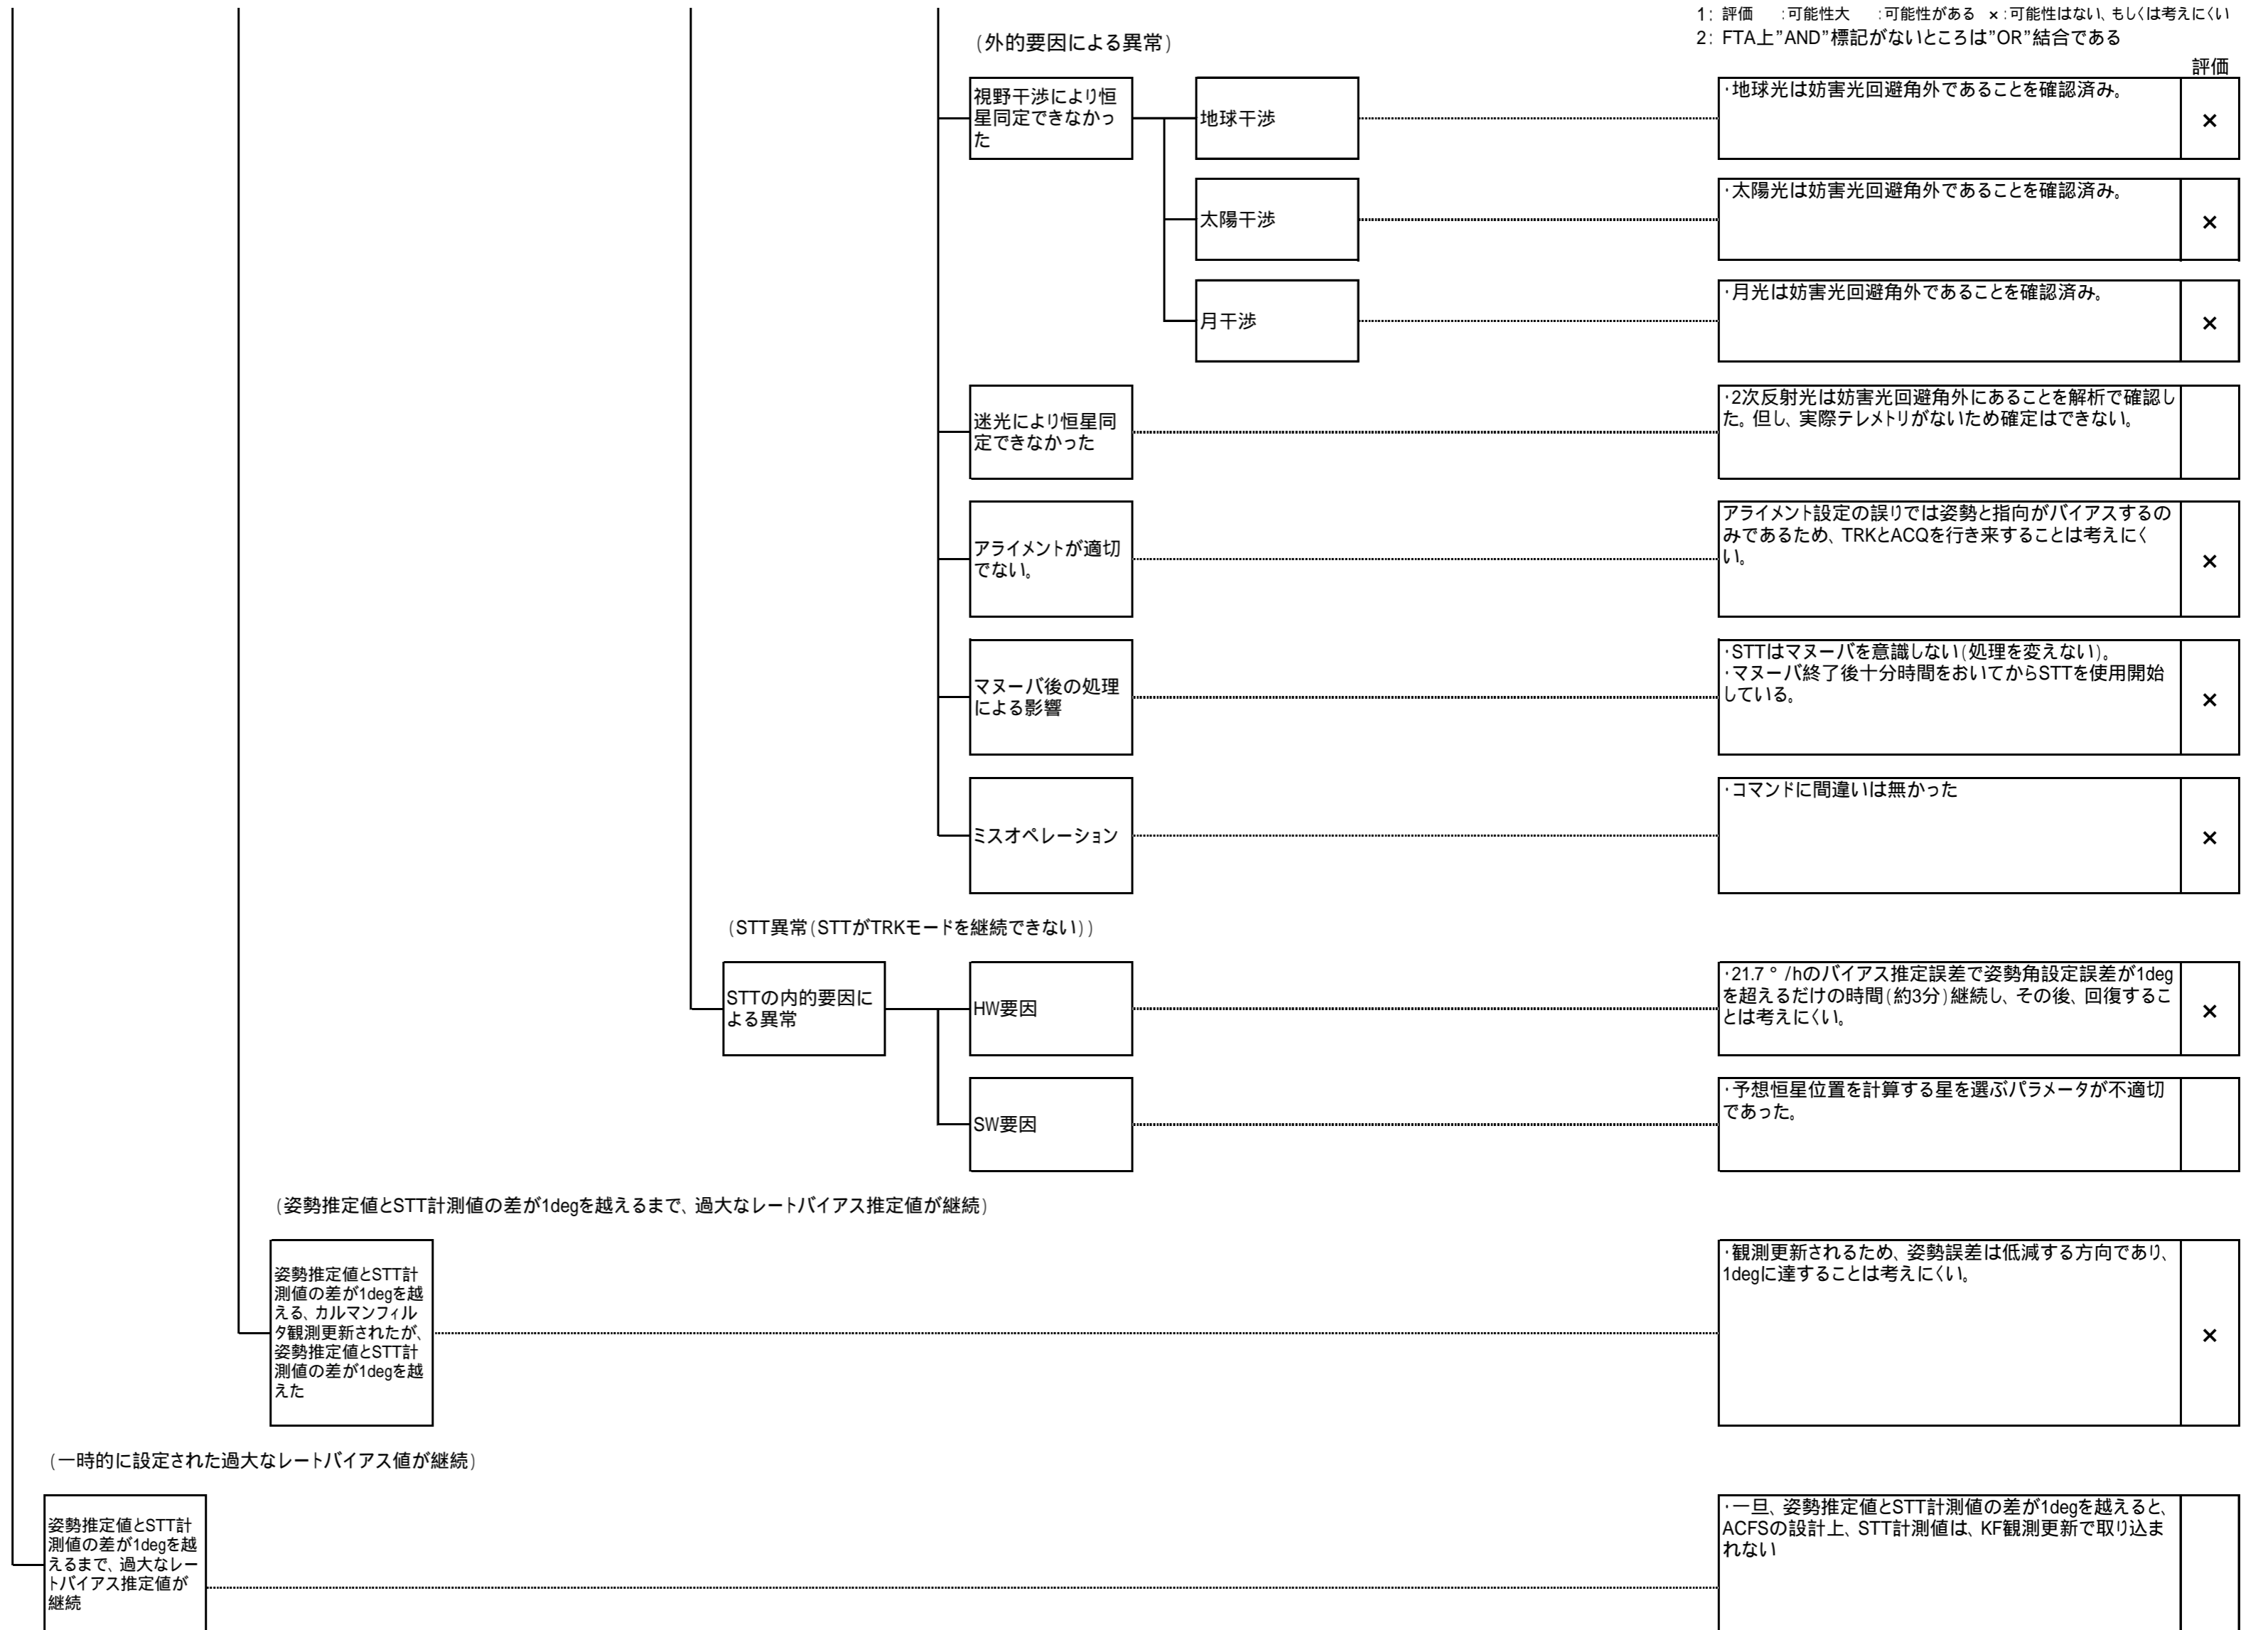 1: 評価　:可能性大　:可能性がある ×:可能性はない、もしくは考えにくい
2: FTA上"AND"標記がないところは"OR"結合である
評価
(外的要因による異常)
視野干渉により恒
星同定できなかっ
た
地球干渉
・地球光は妨害光回避角外であることを確認済み。
×
太陽干渉
・太陽光は妨害光回避角外であることを確認済み。
×
月干渉
・月光は妨害光回避角外であることを確認済み。
×
迷光により恒星同
定できなかった
・2次反射光は妨害光回避角外にあることを解析で確認し
た。但し、実際テレメトリがないため確定はできない。
アライメントが適切
でない。
アライメント設定の誤りでは姿勢と指向がバイアスするの
みであるため、TRKとACQを行き来することは考えにく
い。
×
マヌーバ後の処理
による影響
・STTはマヌーバを意識しない(処理を変えない)。
・マヌーバ終了後十分時間をおいてからSTTを使用開始
している。
×
ミスオペレーション
・コマンドに間違いは無かった
×
(STT異常(STTがTRKモードを継続できない))
STTの内的要因に
よる異常
HW要因
・21.7°/hのバイアス推定誤差で姿勢角設定誤差が1deg
を超えるだけの時間(約3分)継続し、その後、回復するこ
とは考えにくい。
×
SW要因
・予想恒星位置を計算する星を選ぶパラメータが不適切
であった。
(姿勢推定値とSTT計測値の差が1degを越えるまで、過大なレートバイアス推定値が継続)
姿勢推定値とSTT計
測値の差が1degを越
える、カルマンフィル
タ観測更新されたが、
姿勢推定値とSTT計
測値の差が1degを越
えた
・観測更新されるため、姿勢誤差は低減する方向であり、
1degに達することは考えにくい。
×
(一時的に設定された過大なレートバイアス値が継続)
姿勢推定値とSTT計
測値の差が1degを越
えるまで、過大なレー
トバイアス推定値が
継続
・一旦、姿勢推定値とSTT計測値の差が1degを越えると、
ACFSの設計上、STT計測値は、KF観測更新で取り込ま
れない